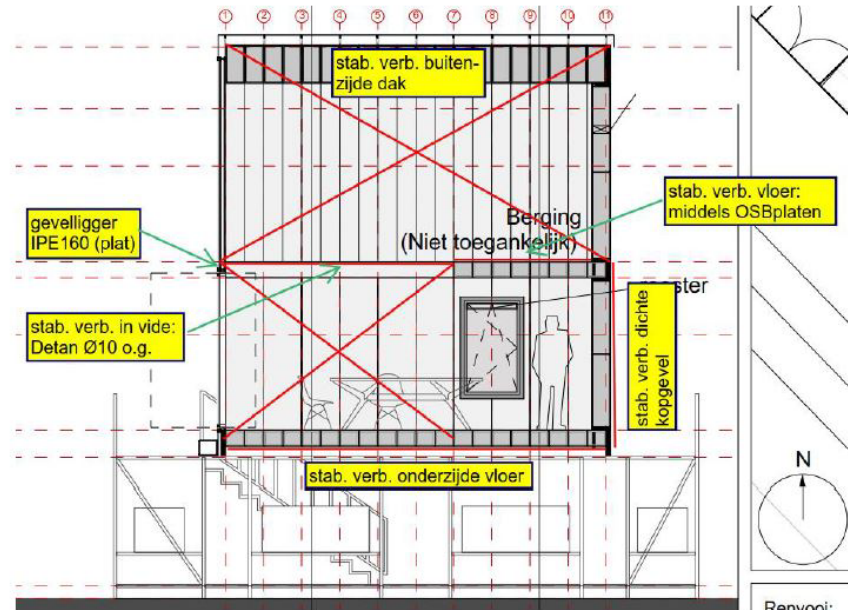 1 2 3 4 5 6 7 8 9 10 11
stab. verb. buiten-
zijde dak
stab. verb. vloer:
middels OSBplaten
gevelligger
IPE160 (plat)
Berging
(Niet toegankelijk)
stab. verb. in vide:
Detan Ø10 o.g.
stab. verb. dichte
kopgevel
stab. verb. onderzijde vloer
N
Renvooi: